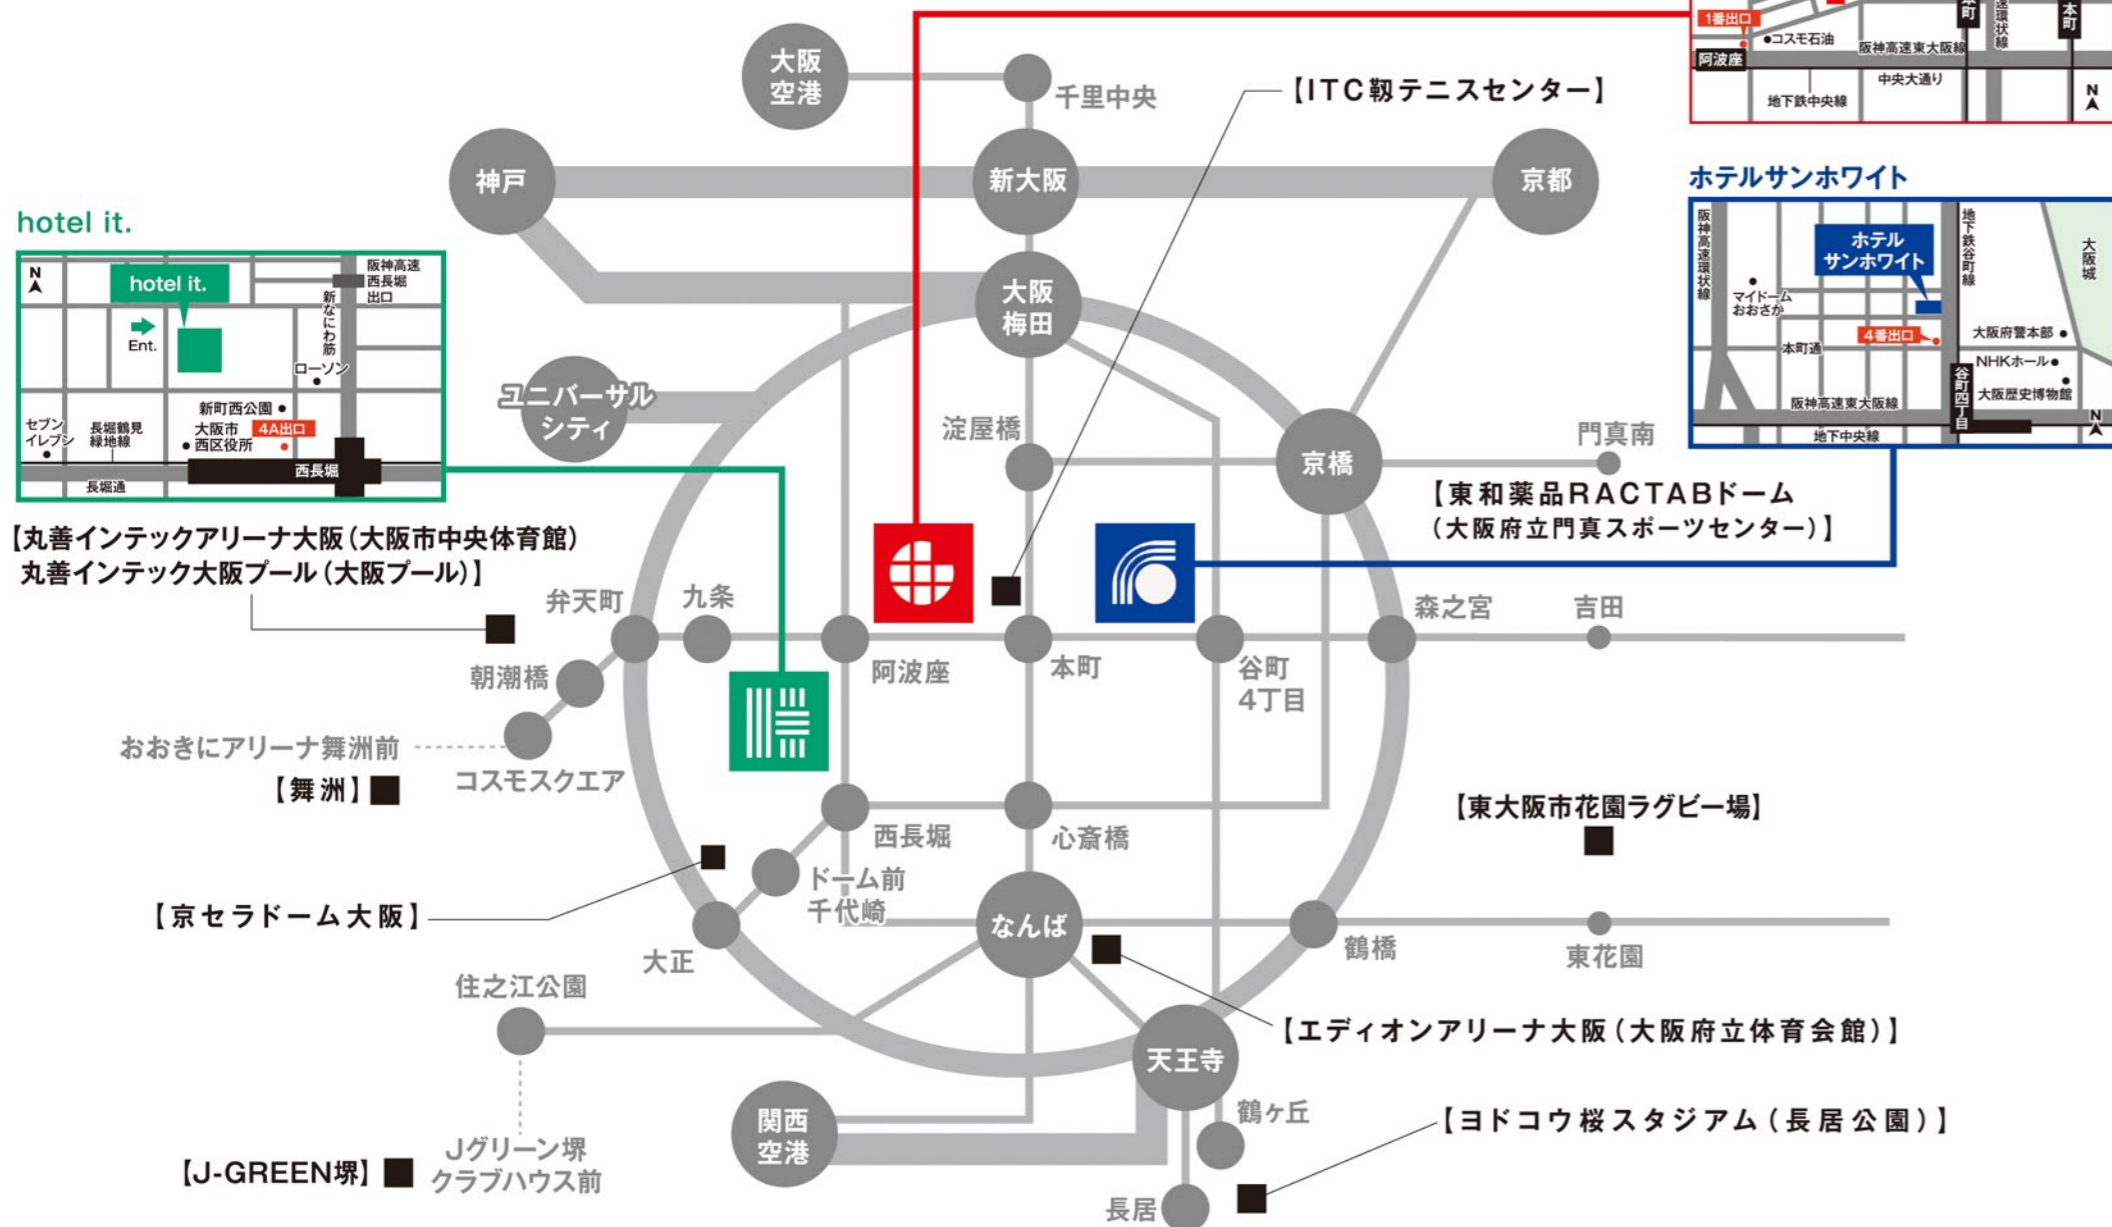 1番出口
コスモ石油
阿波座
阪神高速東大阪線
中央大通り
地下鉄中央線
本町
N
大阪
空港
千里中央
【ITC靱テニスセンター】
神戸
新大阪
京都
ホテルサンホワイト
阪神高速環状線
ホテル
サンホワイト
地下鉄谷町線
大阪城
マイドーム
おおさか
4番出口
大阪府警本部
本町通
NHKホール
谷町四丁目
大阪歴史博物館
阪神高速東大阪線
地下中央線
N
hotel it.
N
hotel it.
阪神高速
西長堀
出口
新なにわ筋
Ent.
ローソン
新町西公園
セブン
イレブン
長堀鶴見
緑地線
大阪市
西区役所
4A出口
西長堀
長堀通
大阪
梅田
ユニバーサル
シティ
淀屋橋
京橋
門真南
【東和薬品RACTABドーム
(大阪府立門真スポーツセンター)】
【丸善インテックアリーナ大阪(大阪市中央体育館)
丸善インテック大阪プール(大阪プール)】
弁天町
九条
森之宮
吉田
朝潮橋
阿波座
本町
谷町
4丁目
おおきにアリーナ舞洲前
コスモスクエア
【舞洲】
西長堀
心斎橋
【東大阪市花園ラグビー場】
ドーム前
千代崎
【京セラドーム大阪】
なんば
大正
鶴橋
東花園
住之江公園
【エディオンアリーナ大阪(大阪府立体育会館)】
天王寺
関西
空港
鶴ヶ丘
【ヨドコウ桜スタジアム(長居公園)】
【J-GREEN堺】
Jグリーン堺
クラブハウス前
長居